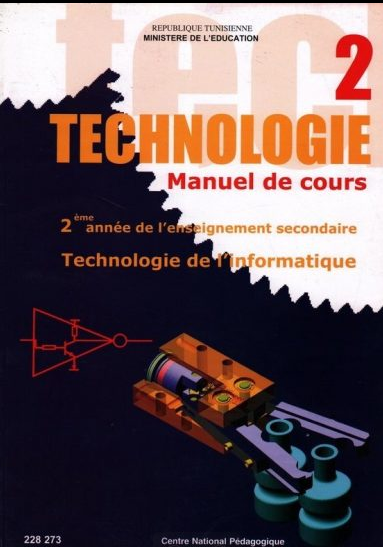 tec
REPUBLIQUE TUNISIENNE
MINISTERE DE L'EDUCATION
2
TECHNOLOGIE
Manuel de cours
2ème année de l'enseignement secondaire
Technologie de l'informatique
228 273
Centre National Pédagogique